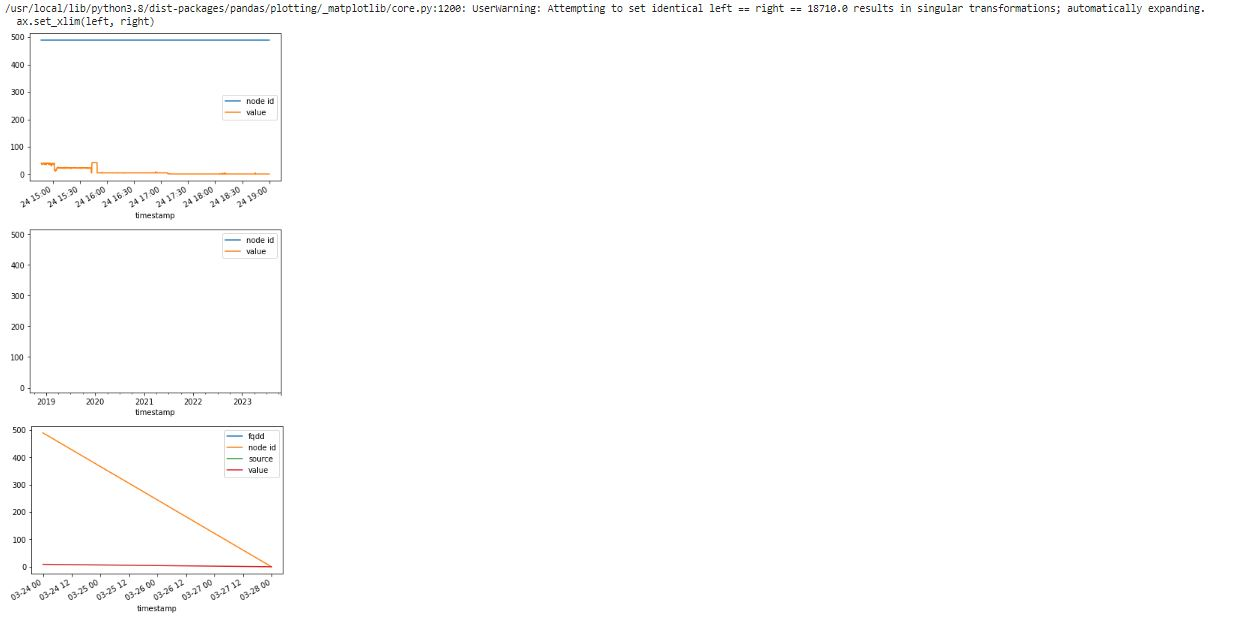 /usr/local/lib/python3.8/dist-packages/pandas/plotting/_matplotlib/core.py:1200: UserWarning: Attempting to set identical left == right == 18710.0 results in singular transformations; automatically expanding.
ax.set_xlim(left, right)
500
400
300
200
100
0
node id
value
24 15:00 24 15:30 24 16:00 24 16:30 24 17:00 24 17:30 24 18:00 24 18:30 24 19:00
timestamp
500
400
300
200
100
0
node id
value
2019 2020 2021 2022 2023
timestamp
500
400
300
200
100
0
fqdd
node id
source
value
03-24 00 03-24 12 03-25 00 03-25 12 03-26 00 03-26 12 03-27 00 03-27 12 03-28 00
timestamp